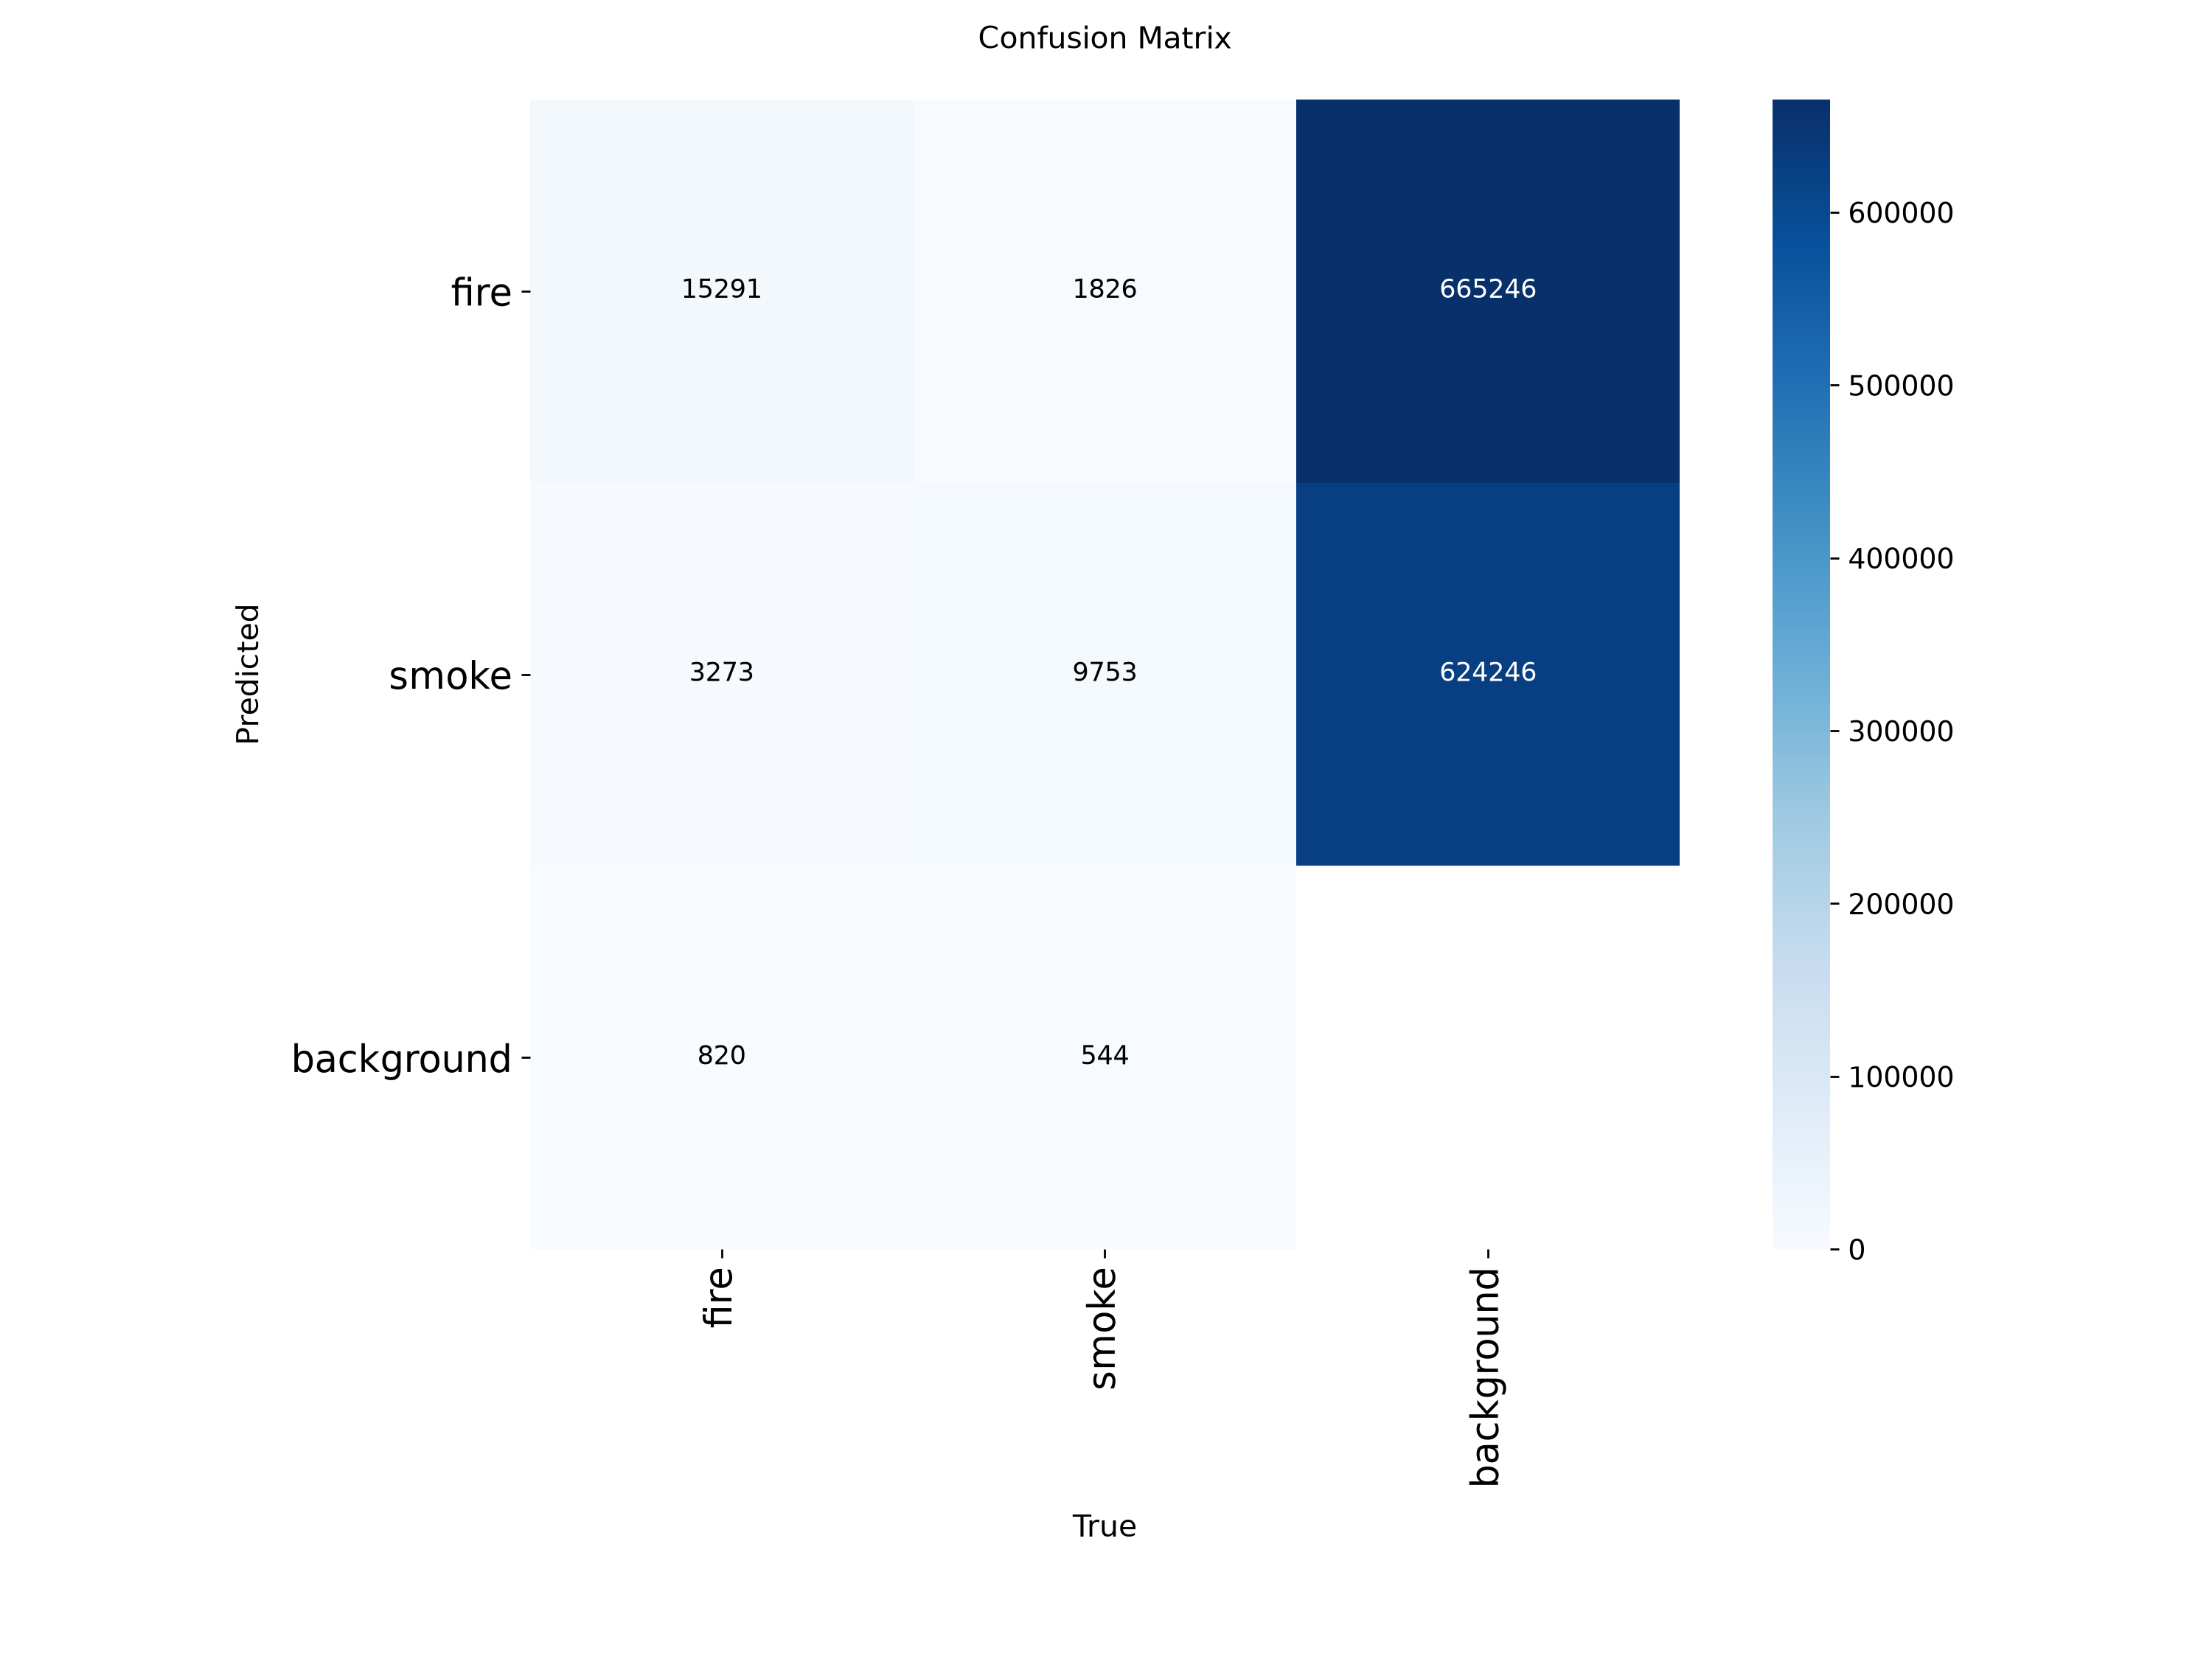 Confusion Matrix
fire
15291
1826
665246
smoke
3273
9753
624246
background
820
544
Predicted
fire
smoke
background
True
600000
500000
400000
300000
200000
100000
0